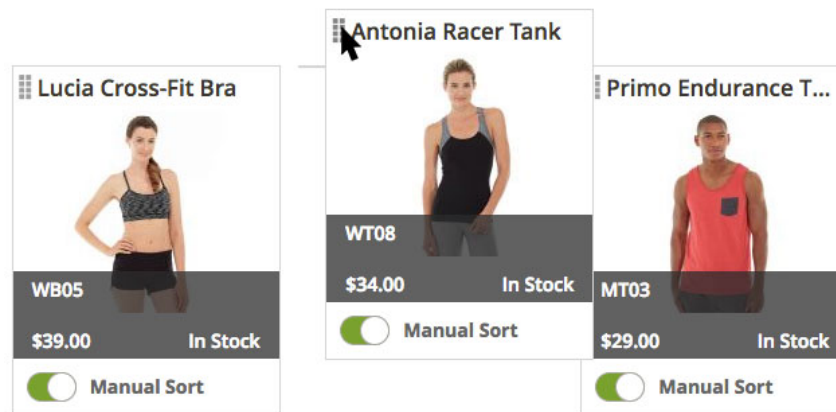 Lucia Cross-Fit Bra
WB05
$39.00 In Stock
Manual Sort
Antonia Racer Tank
WT08
$34.00 In Stock
Manual Sort
Primo Endurance T...
MT03
$29.00 In Stock
Manual Sort